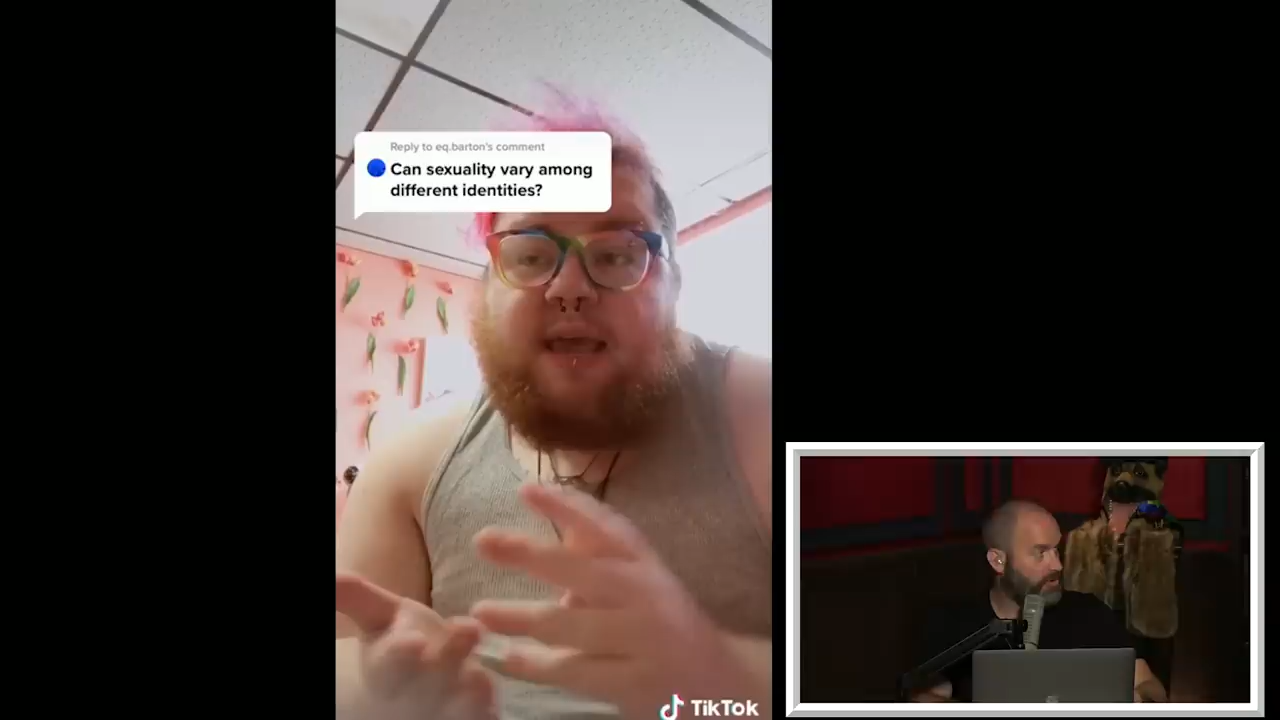 Reply to eq.barton's comment
Can sexuality vary among
different identities?
TikTok